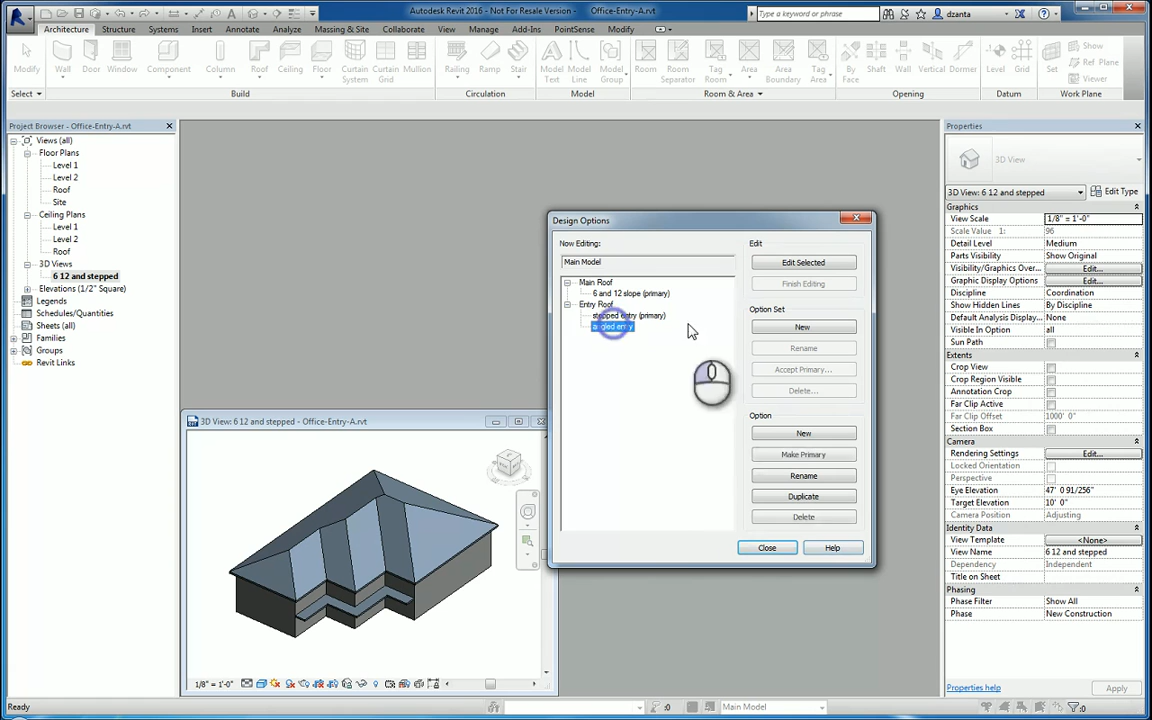 Autodesk Revit 2016 - Not For Resale Version - Office-Entry-A.rvt
Type a keyword or phrase
dzanta
Architecture Structure Systems Insert Annotate Analyze Massing & Site Collaborate View Manage Add-Ins PointSense Modify
Modify Wall Door Window Component Column Roof Ceiling Floor Curtain System Curtain Grid Mullion Railing Ramp Stair Model Text Model Line Model Group Room Room Separator Tag Room Area Area Boundary Tag Area By Face Shaft Wall Vertical Dormer Level Grid Set Show Ref Plane Viewer
Select Build Circulation Model Room & Area Opening Datum Work Plane
Project Browser - Office-Entry-A.rvt
Views (all)
Floor Plans
Level 1
Level 2
Roof
Site
Ceiling Plans
Level 1
Level 2
Roof
3D Views
6 12 and stepped
Elevations (1/2" Square)
Legends
Schedules/Quantities
Sheets (all)
Families
Groups
Revit Links
3D View: 6 12 and stepped - Office-Entry-A.rvt
1/8" = 1'-0"
Design Options
Now Editing:
Main Model
Main Roof
6 and 12 slope (primary)
Entry Roof
stepped entry (primary)
angled entry
Edit
Edit Selected
Finish Editing
Option Set
New
Rename
Accept Primary...
Delete...
Option
New
Make Primary
Rename
Duplicate
Delete
Close Help
Properties
3D View
3D View: 6 12 and stepped Edit Type
Graphics
View Scale 1/8" = 1'-0"
Scale Value 1: 96
Detail Level Medium
Parts Visibility Show Original
Visibility/Graphics Over... Edit...
Graphic Display Options Edit...
Discipline Coordination
Show Hidden Lines By Discipline
Default Analysis Display... None
Visible In Option all
Sun Path
Extents
Crop View
Crop Region Visible
Annotation Crop
Far Clip Active
Far Clip Offset 1000' 0"
Section Box
Camera
Rendering Settings Edit...
Locked Orientation
Perspective
Eye Elevation 47' 0 91/256"
Target Elevation 10' 0"
Camera Position Adjusting
Identity Data
View Template <None>
View Name 6 12 and stepped
Dependency Independent
Title on Sheet
Phasing
Phase Filter Show All
Phase New Construction
Properties help Apply
Ready :0 Main Model :0